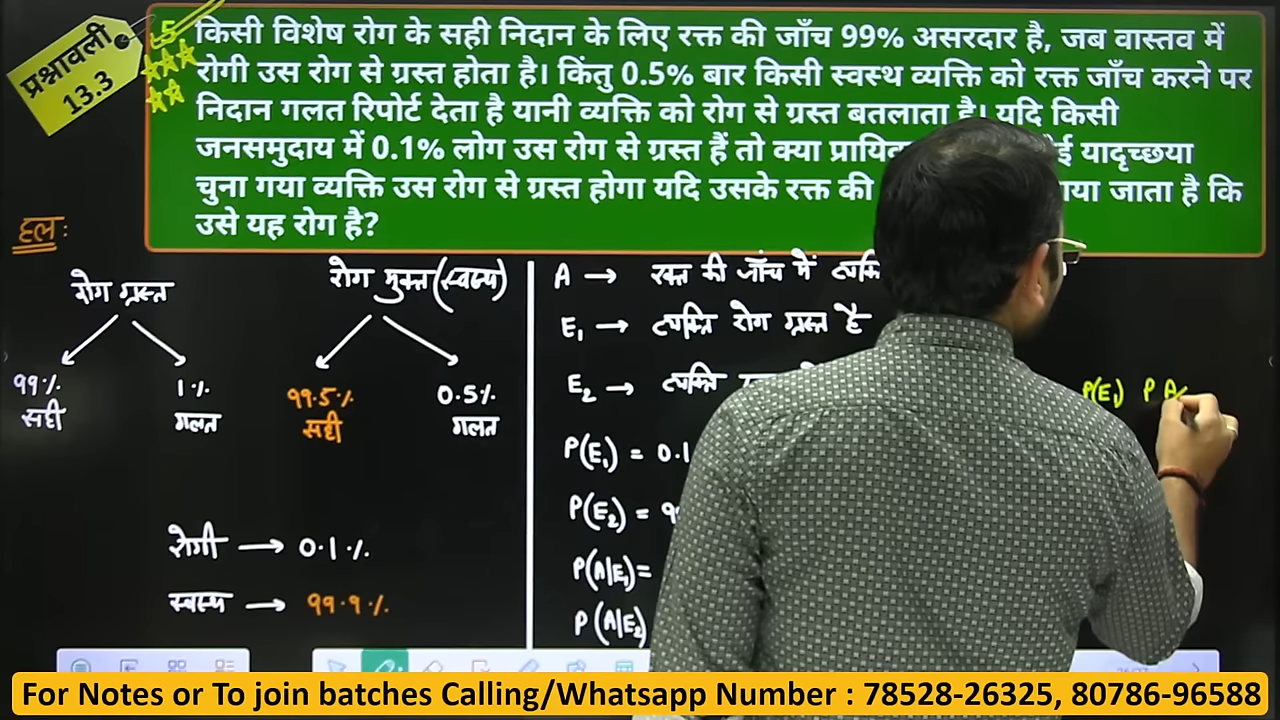 प्रश्नावली
13.3
5 किसी विशेष रोग के सही निदान के लिए रक्त की जाँच 99% असरदार है, जब वास्तव में
रोगी उस रोग से ग्रस्त होता है। किंतु 0.5% बार किसी स्वस्थ व्यक्ति को रक्त जाँच करने पर
निदान गलत रिपोर्ट देता है यानी व्यक्ति को रोग से ग्रस्त बतलाता है। यदि किसी
जनसमुदाय में 0.1% लोग उस रोग से ग्रस्त हैं तो क्या यादृच्छया
चुना गया व्यक्ति उस रोग से ग्रस्त होगा यदि उसके रक्त की जाता है कि
उसे यह रोग है?
हल:
रोग ग्रस्त
रोग मुक्त (स्वस्थ)
99% 1% 99.5% 0.5%
सही गलत सही गलत
रोगी → 0.1%
स्वस्थ → 99.9%
A → रक्त की जाँच में
E₁ → व्यक्ति रोग ग्रस्त है
E₂ → व्यक्ति
P(E₁) = 0.1
P(E₂) =
P(A|E₁) =
P(A|E₂)
P(E₁) P
For Notes or To join batches Calling/Whatsapp Number : 78528-26325, 80786-96588